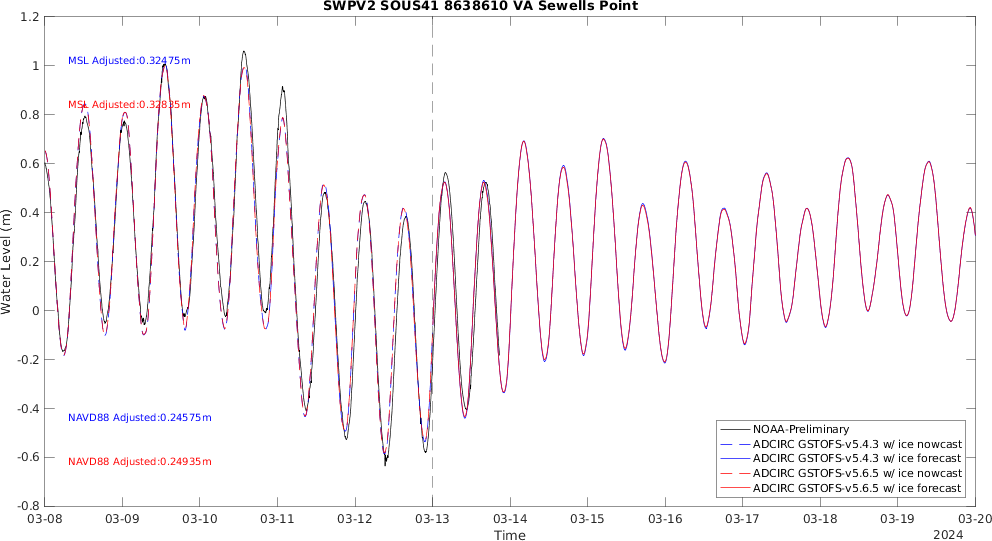 SWPV2 SOUS41 8638610 VA Sewells Point
1.2
1
0.8
0.6
0.4
0.2
0
-0.2
-0.4
-0.6
-0.8
Water Level (m)
MSL Adjusted:0.32475m
MSL Adjusted:0.32835m
NAVD88 Adjusted:0.24575m
NAVD88 Adjusted:0.24935m
NOAA-Preliminary
ADCIRC GSTOFS-v5.4.3 w/ ice nowcast
ADCIRC GSTOFS-v5.4.3 w/ ice forecast
ADCIRC GSTOFS-v5.6.5 w/ ice nowcast
ADCIRC GSTOFS-v5.6.5 w/ ice forecast
03-08 03-09 03-10 03-11 03-12 03-13 03-14 03-15 03-16 03-17 03-18 03-19 03-20
Time
2024